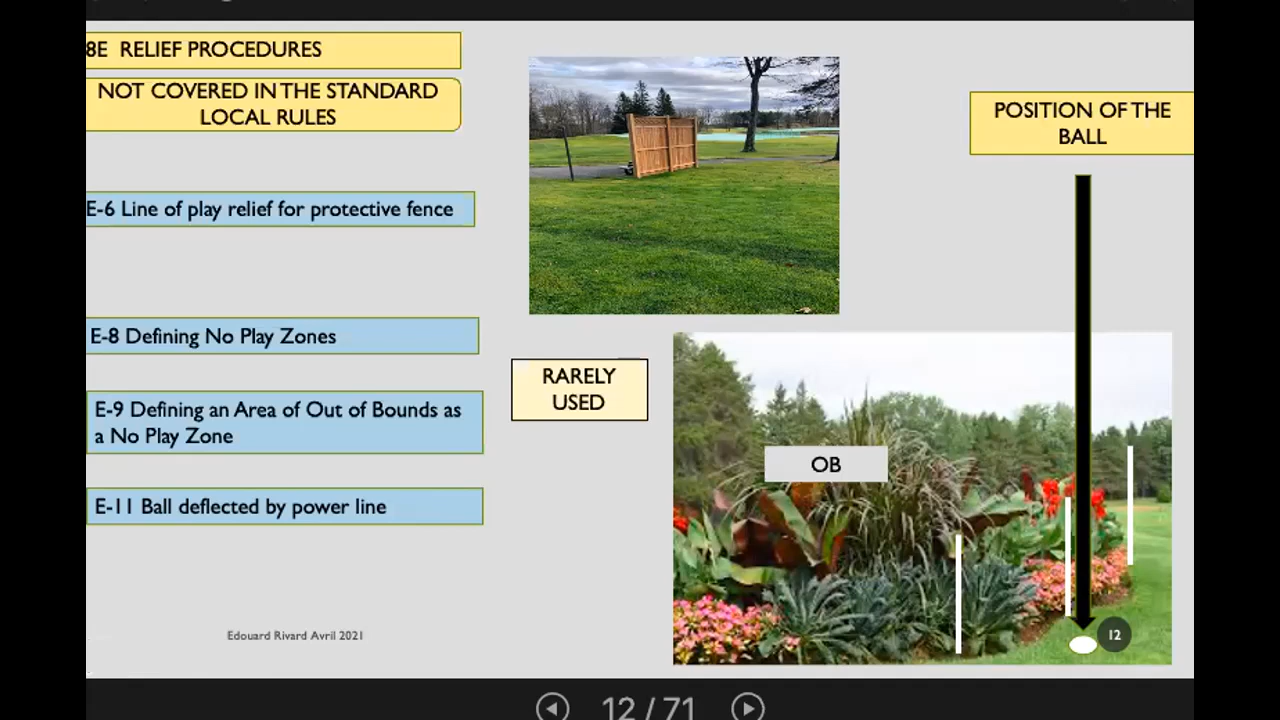 8E RELIEF PROCEDURES
NOT COVERED IN THE STANDARD
LOCAL RULES
POSITION OF THE
BALL
E-6 Line of play relief for protective fence
E-8 Defining No Play Zones
RARELY
USED
E-9 Defining an Area of Out of Bounds as
a No Play Zone
OB
E-11 Ball deflected by power line
Edouard Rivard Avril 2021
12
12 / 71